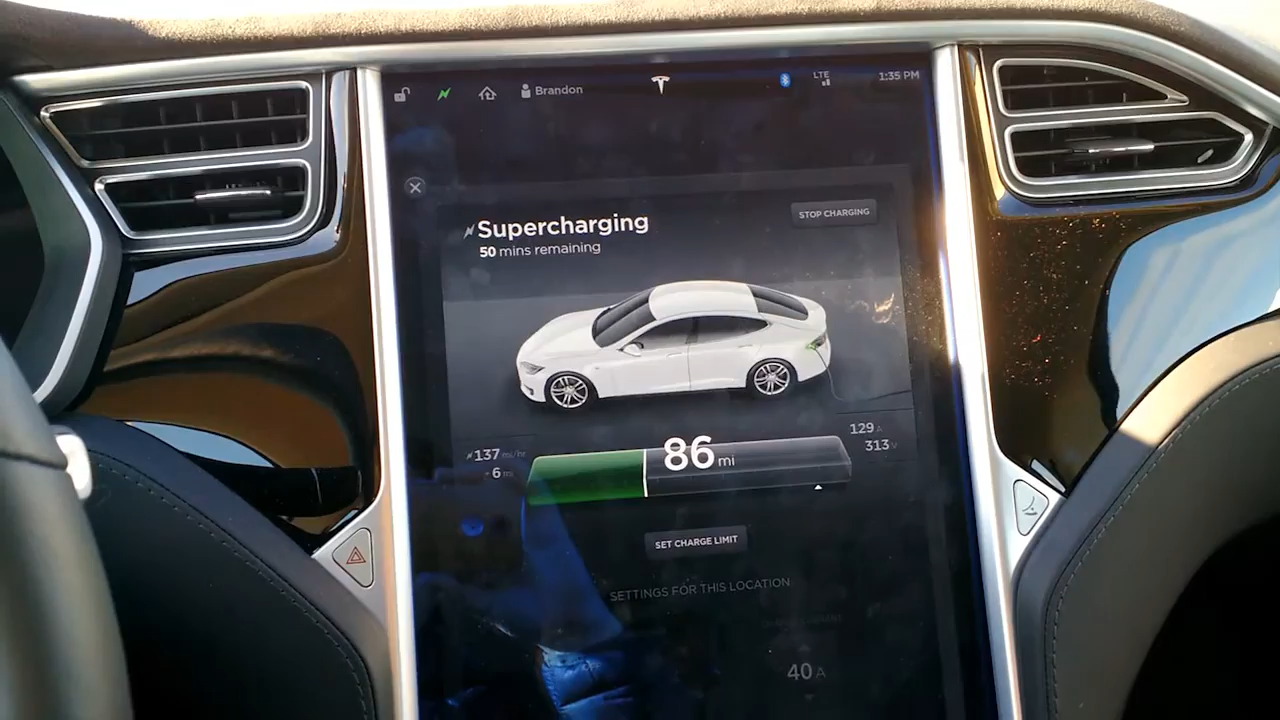 Brandon
LTE
1:35 PM
Supercharging
STOP CHARGING
50 mins remaining
129 A
313 V
137 mi/hr
86 mi
6 mi
SET CHARGE LIMIT
SETTINGS FOR THIS LOCATION
40 A